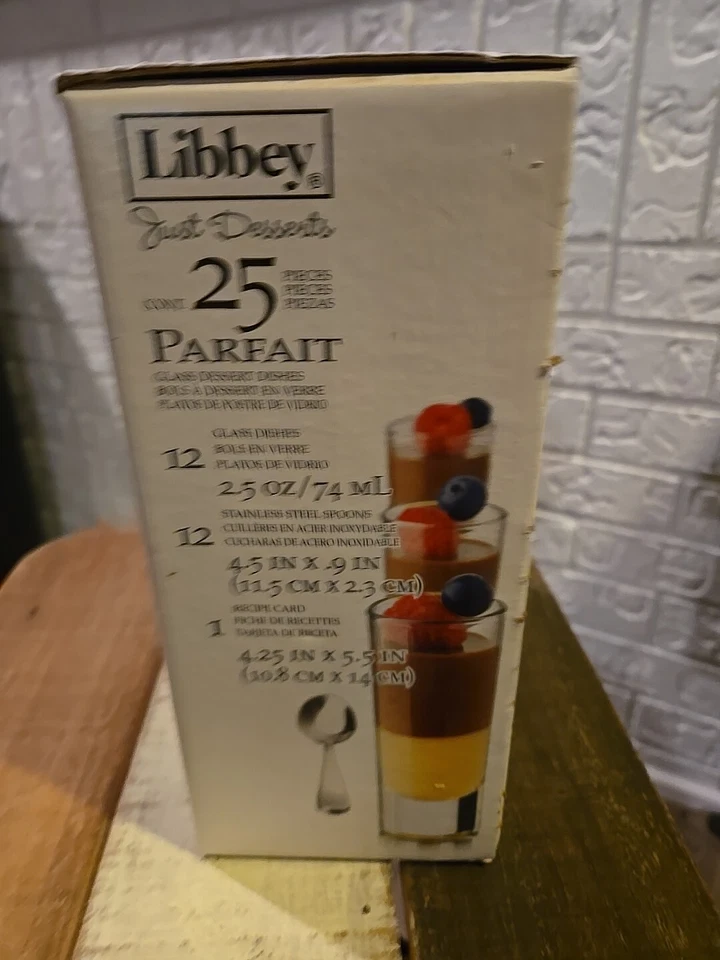 Libbey®
Just Desserts
CONT 25 PIECES
PIECES
PIEZAS
PARFAIT
GLASS DESSERT DISHES
BOLS A DESSERT EN VERRE
PLATOS DE POSTRE DE VIDRIO
12 GLASS DISHES
BOLS EN VERRE
PLATOS DE VIDRIO
2.5 OZ/74 ML
12 STAINLESS STEEL SPOONS
CUILLÈRES EN ACIER INOXYDABLE
CUCHARAS DE ACERO INOXIDABLE
4.5 IN X .9 IN
(11.5 CM X 2.3 CM)
1 RECIPE CARD
FICHE DE RECETTES
TARJETA DE RECETA
4.25 IN X 5.5 IN
(10.8 CM X 14 CM)